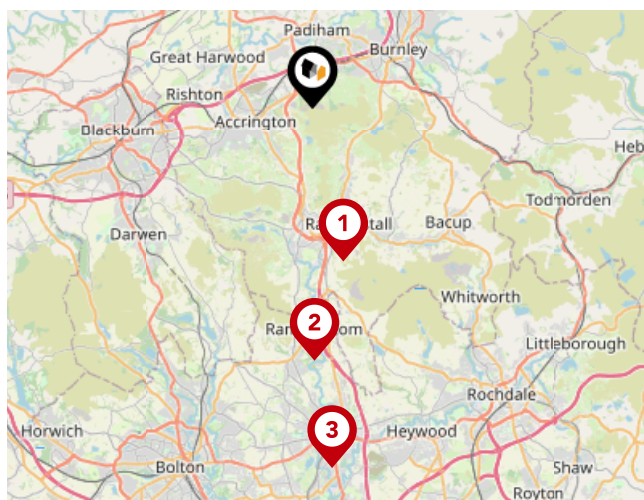 Padiham
Burnley
Great Harwood
Rishton
Blackburn
Accrington
Heb
Todmorden
1
Bacup
Darwen
Whitworth
2
Littleborough
Rochdale
3
Horwich
Heywood
Bolton
Shaw
Royton